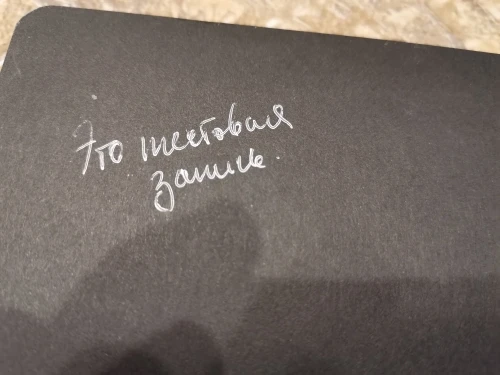 Это тестовая
запись.